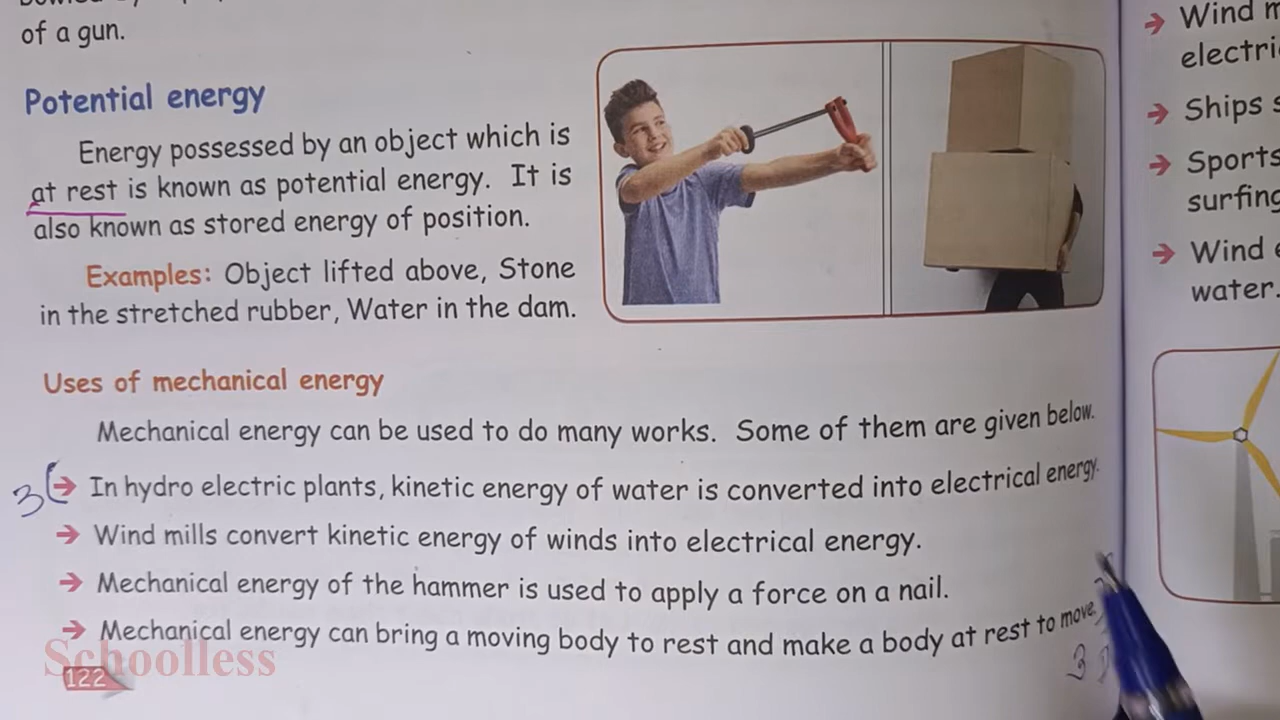 of a gun.
Potential energy
Energy possessed by an object which is
at rest is known as potential energy. It is
also known as stored energy of position.
Examples: Object lifted above, Stone
in the stretched rubber, Water in the dam.
Uses of mechanical energy
Mechanical energy can be used to do many works. Some of them are given below.
3
➔ In hydro electric plants, kinetic energy of water is converted into electrical energy.
➔ Wind mills convert kinetic energy of winds into electrical energy.
➔ Mechanical energy of the hammer is used to apply a force on a nail.
➔ Mechanical energy can bring a moving body to rest and make a body at rest to move.
3
Schoolless
122
➔ Wind
➔ Ships
➔ Sports
surfing
➔ Wind
water.